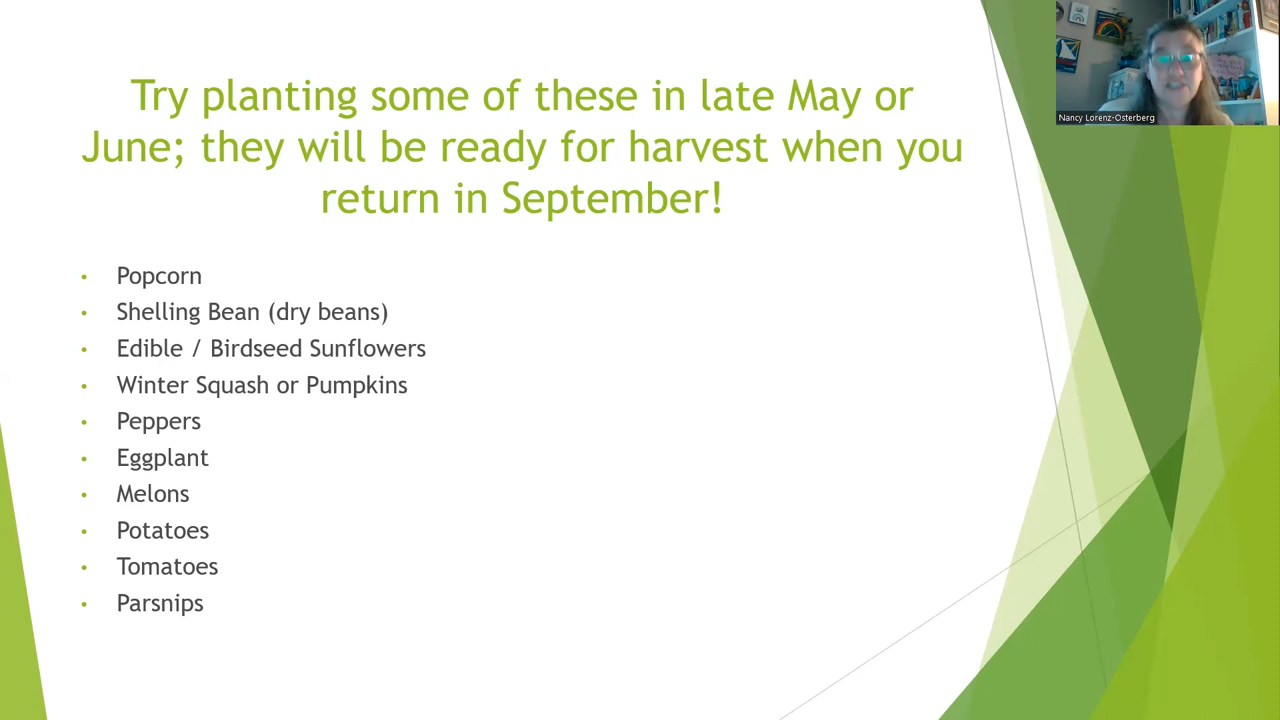 Try planting some of these in late May or
June; they will be ready for harvest when you
return in September!
Nancy Lorenz-Osterberg
• Popcorn
• Shelling Bean (dry beans)
• Edible / Birdseed Sunflowers
• Winter Squash or Pumpkins
• Peppers
• Eggplant
• Melons
• Potatoes
• Tomatoes
• Parsnips